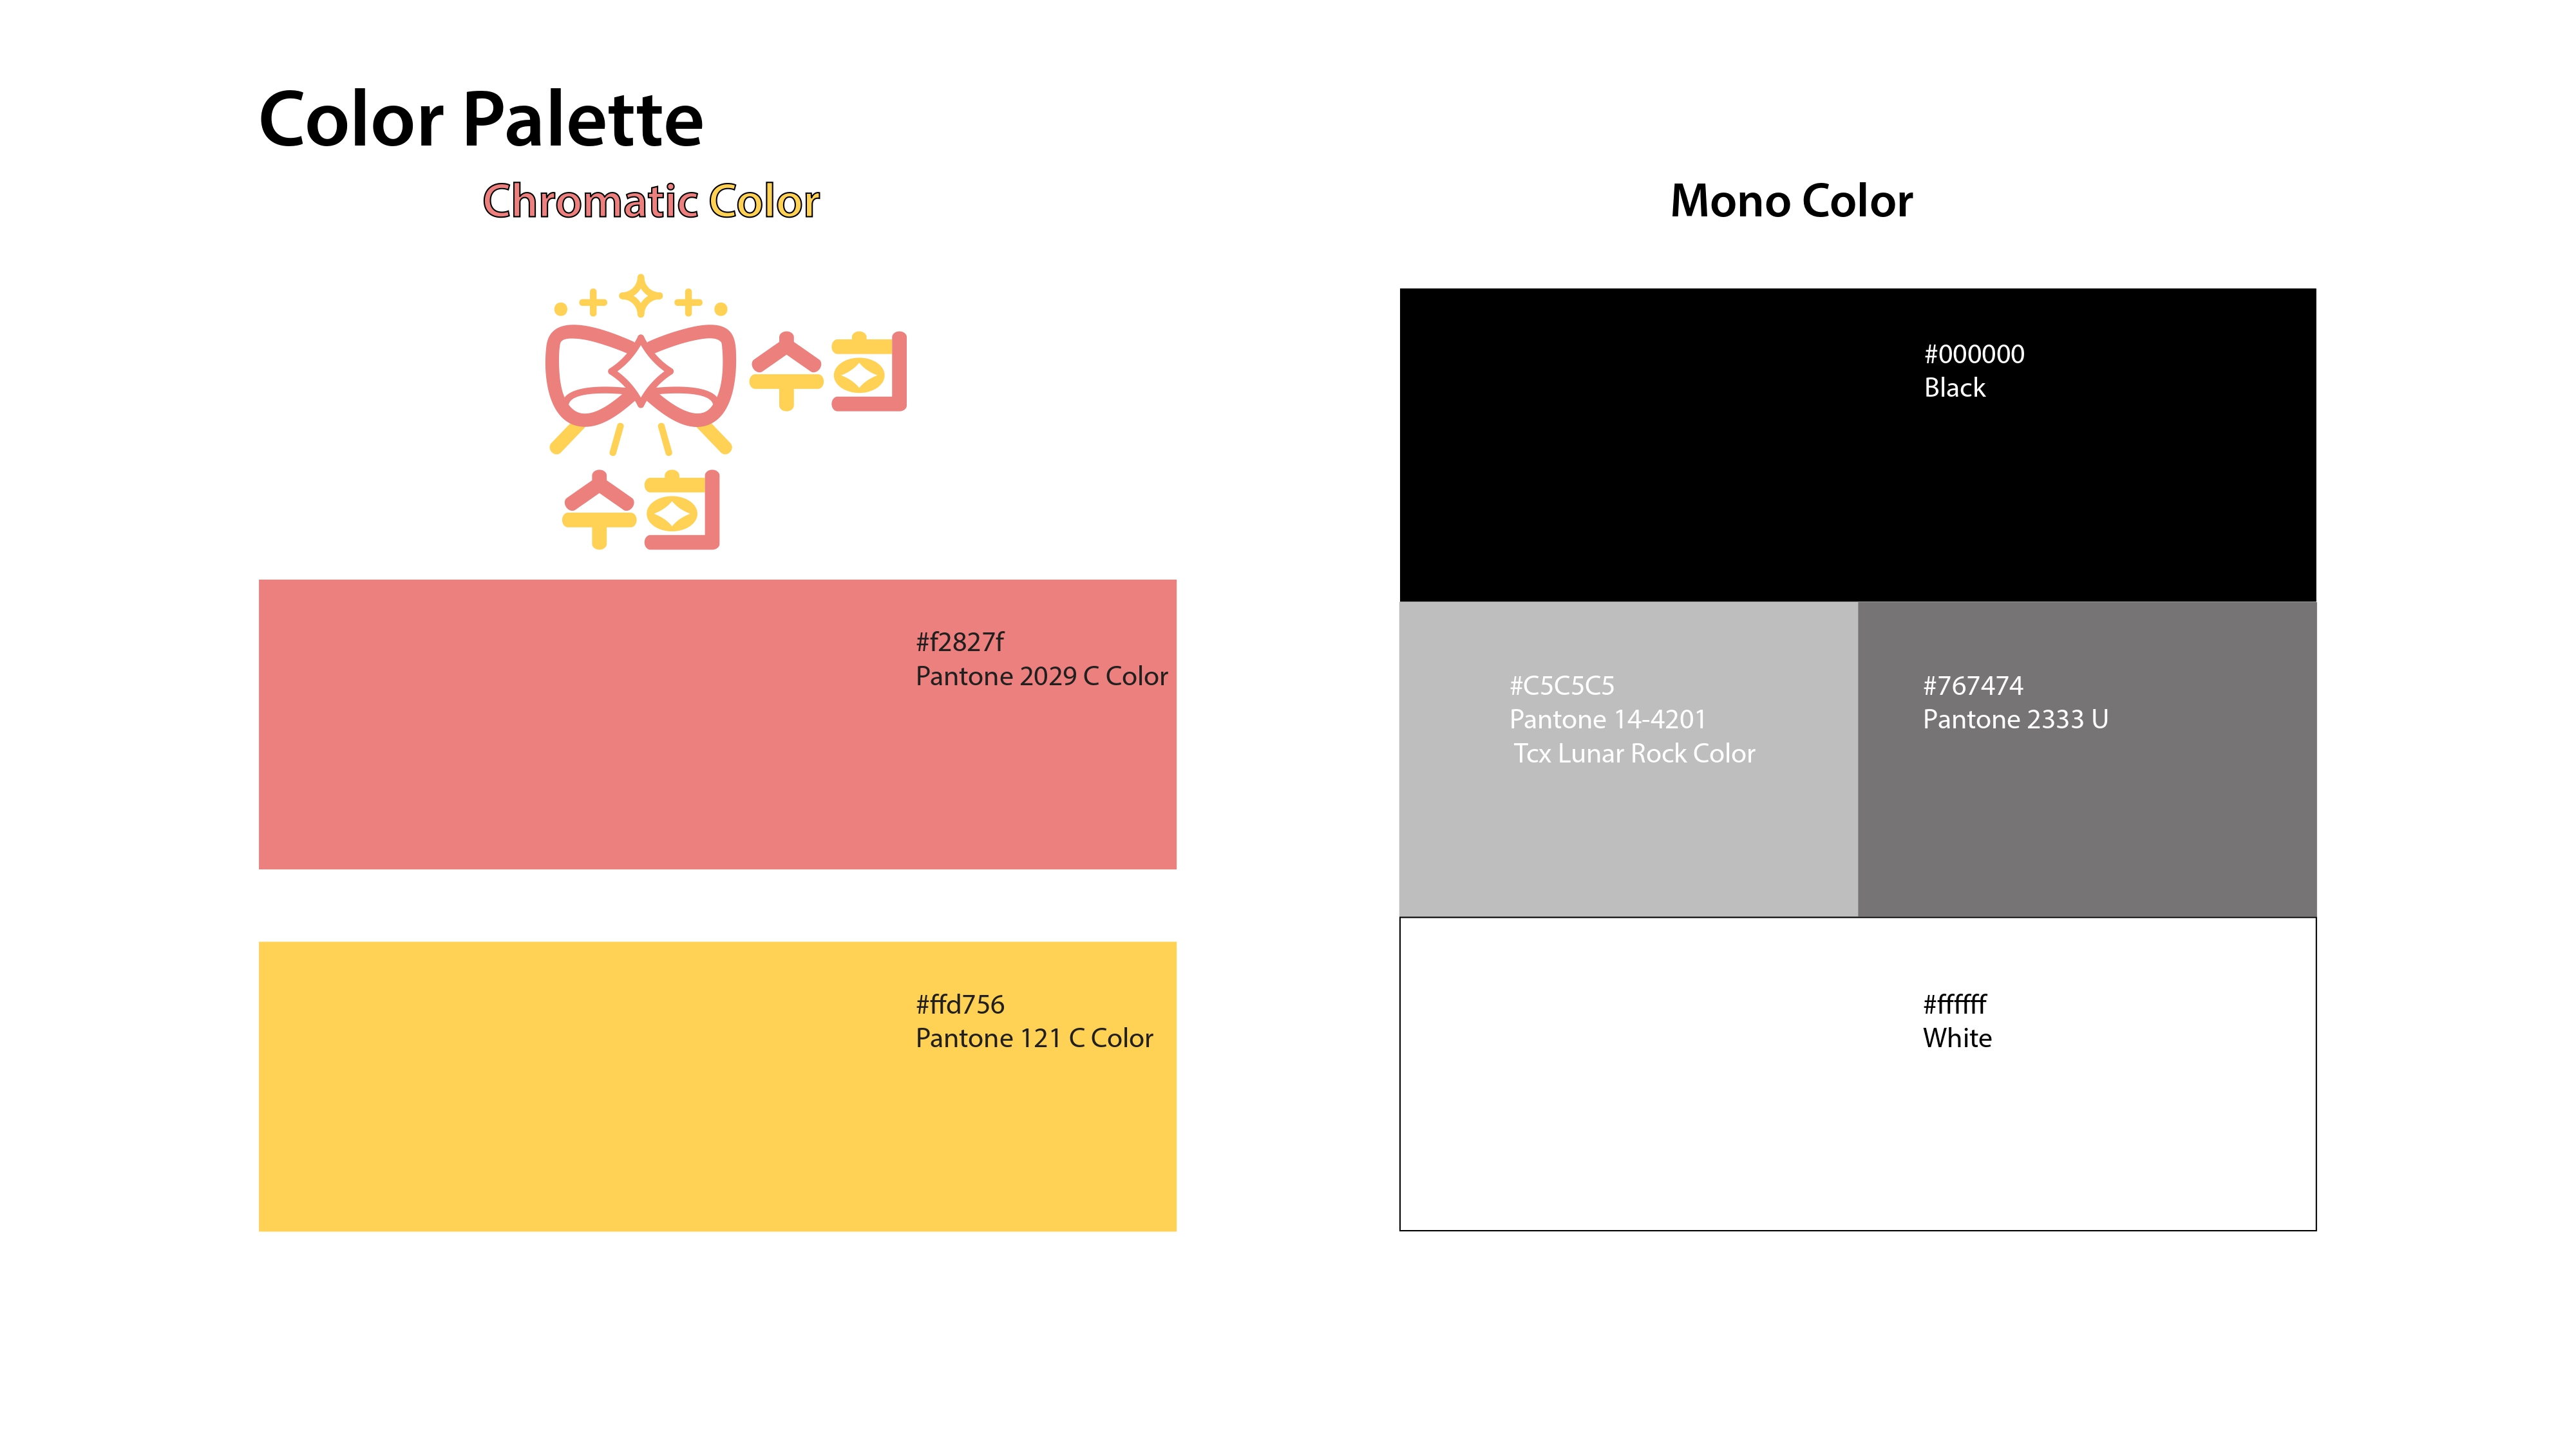 Color Palette
Chromatic Color
수희
수희
#f2827f
Pantone 2029 C Color
#ffd756
Pantone 121 C Color
Mono Color
#000000
Black
#C5C5C5
Pantone 14-4201
Tcx Lunar Rock Color
#767474
Pantone 2333 U
#ffffff
White